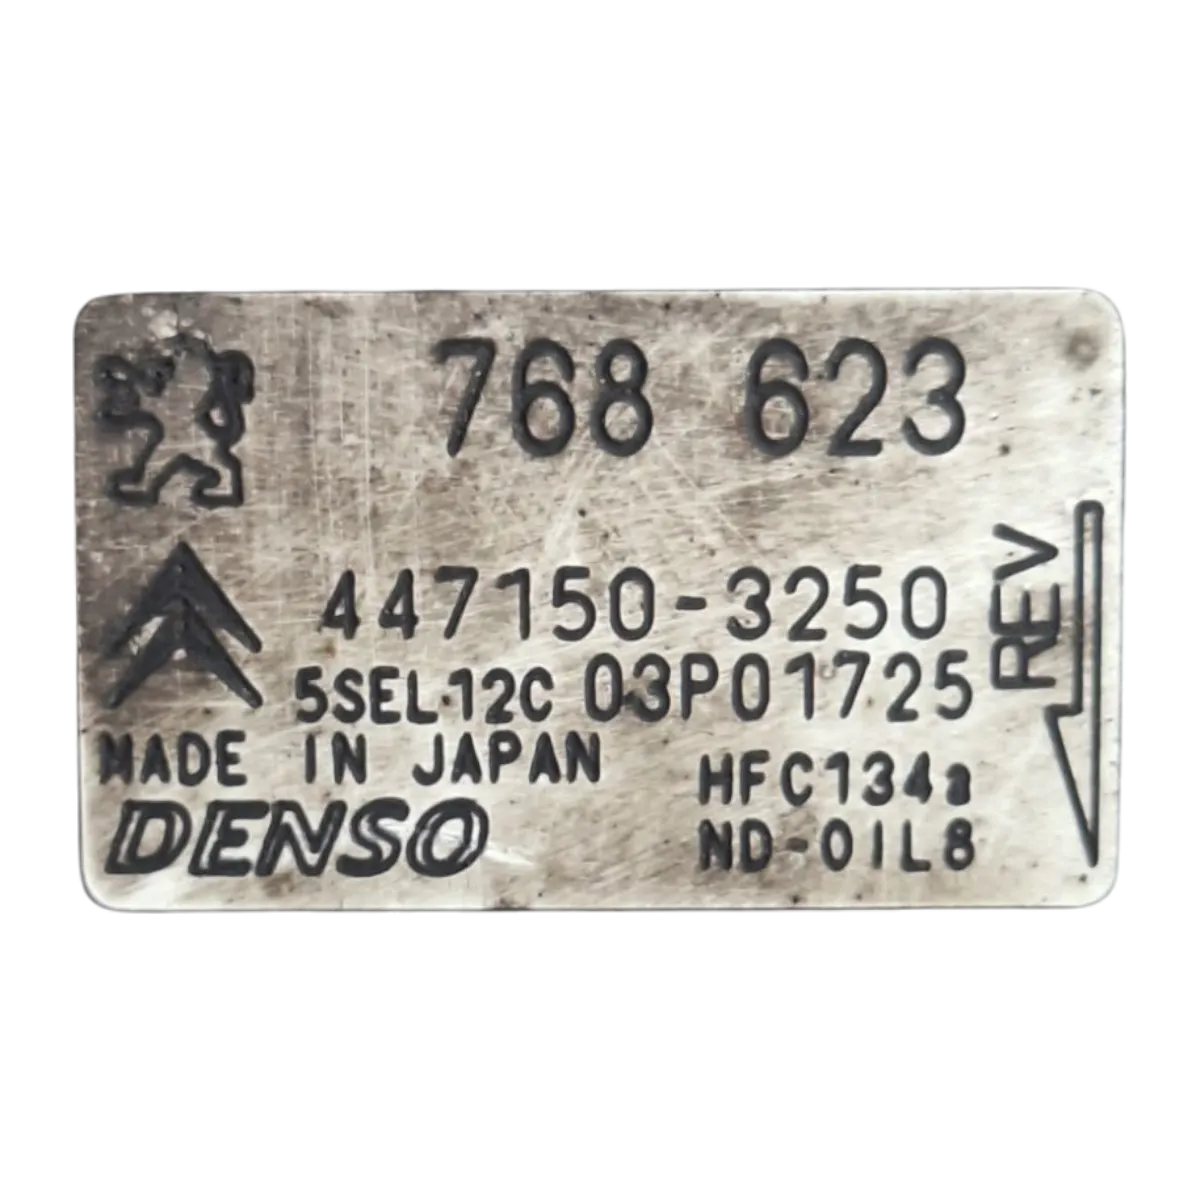 768 623
447150-3250
5SEL12C 03P01725
MADE IN JAPAN
DENSO
HFC134a
ND-OIL8
REV